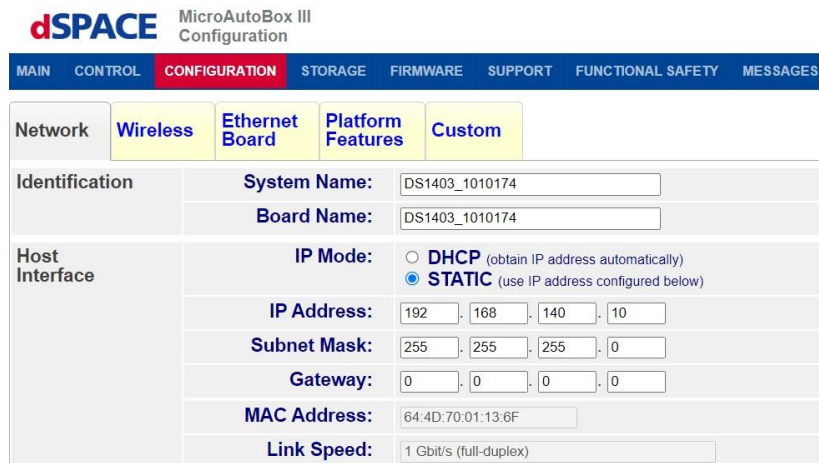 dSPACE
MicroAutoBox III
Configuration
MAIN CONTROL CONFIGURATION STORAGE FIRMWARE SUPPORT FUNCTIONAL SAFETY MESSAGES
Network Wireless Ethernet Board Platform Features Custom
Identification System Name: DS1403_1010174
Board Name: DS1403_1010174
Host Interface IP Mode: DHCP (obtain IP address automatically)
STATIC (use IP address configured below)
IP Address: 192 . 168 . 140 . 10
Subnet Mask: 255 . 255 . 255 . 0
Gateway: 0 . 0 . 0 . 0
MAC Address: 64:4D:70:01:13:6F
Link Speed: 1 Gbit/s (full-duplex)